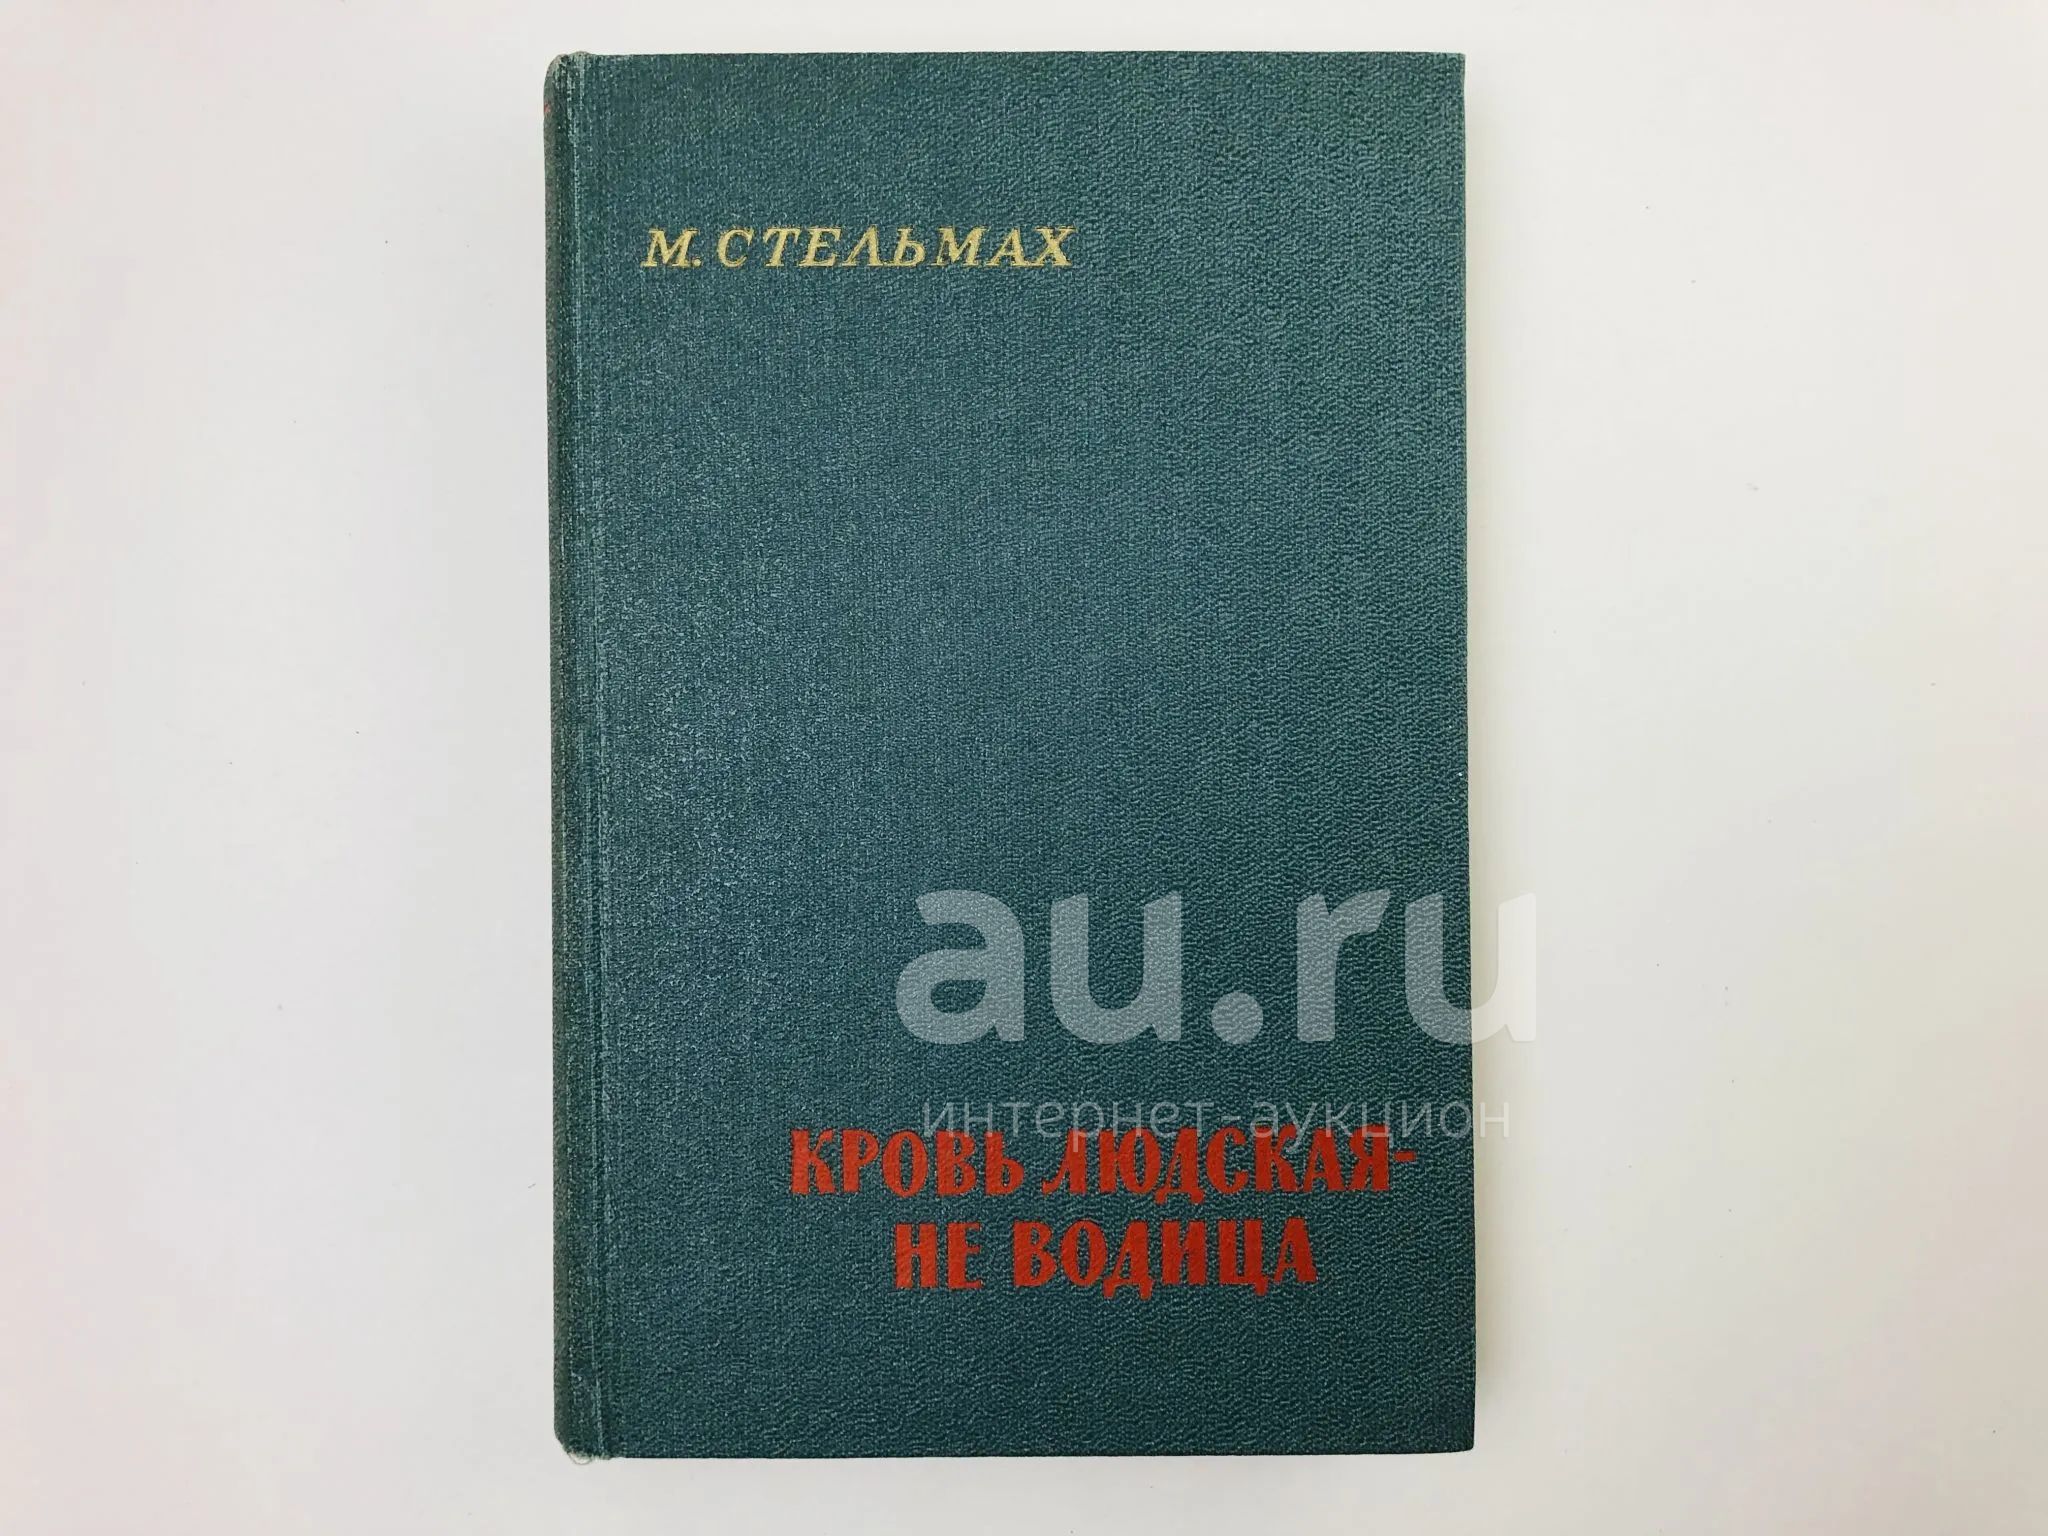 М. СТЕЛЬМАХ
au.ru
интернет-аукцион
КРОВЬ ЛЮДСКАЯ-
НЕ ВОДИЦА